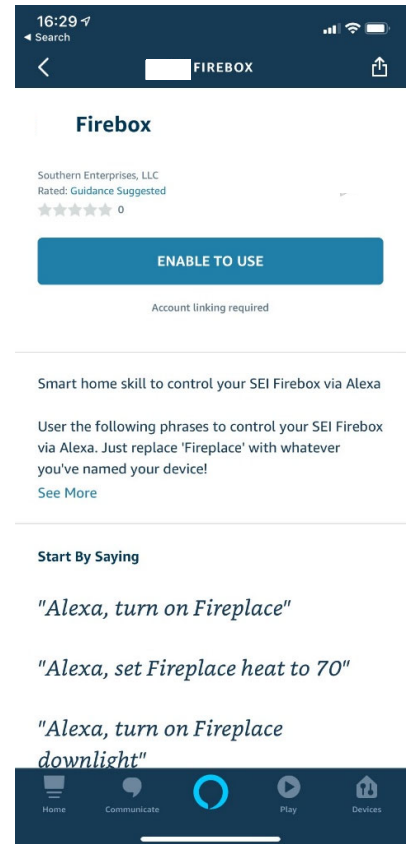 16:29
Search
FIREBOX
Firebox
Southern Enterprises, LLC
Rated: Guidance Suggested
0
ENABLE TO USE
Account linking required
Smart home skill to control your SEI Firebox via Alexa
User the following phrases to control your SEI Firebox
via Alexa. Just replace 'Fireplace' with whatever
you've named your device!
See More
Start By Saying
"Alexa, turn on Fireplace"
"Alexa, set Fireplace heat to 70"
"Alexa, turn on Fireplace
downlight"
Home Communicate Play Devices